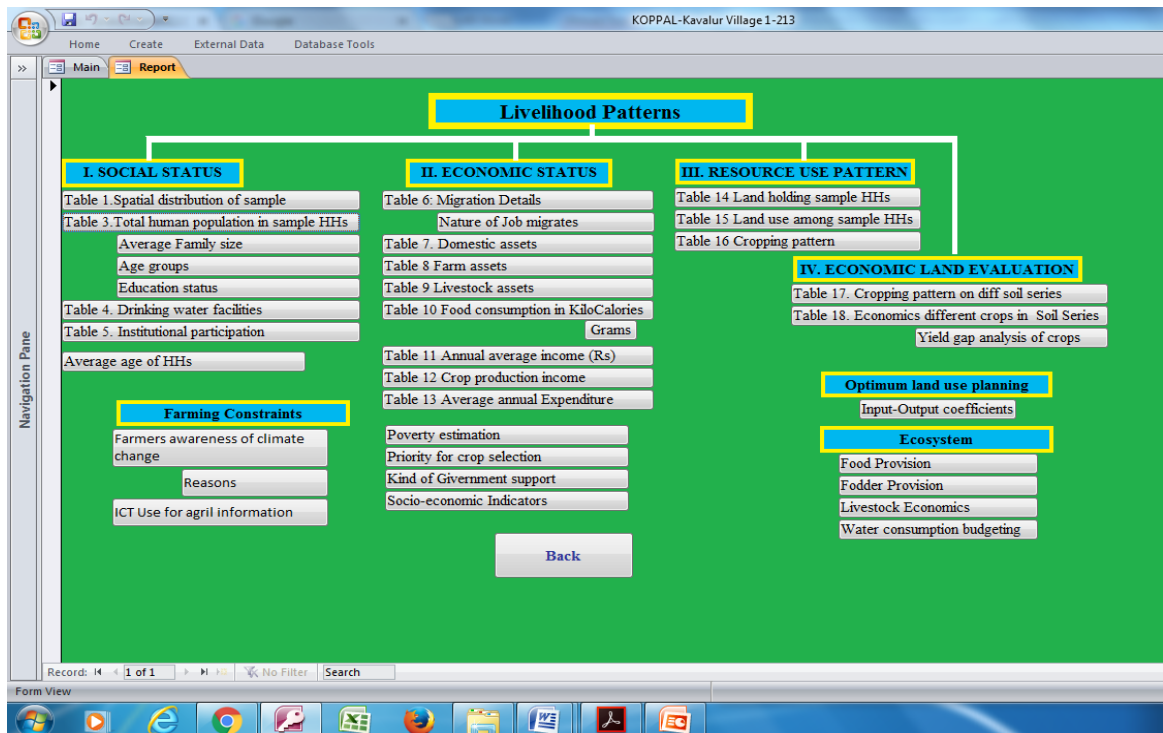 KOPPAL-Kavalur Village 1-213
Home Create External Data Database Tools
Main Report
Livelihood Patterns
I. SOCIAL STATUS
Table 1.Spatial distribution of sample
Table 3.Total human population in sample HHs
Average Family size
Age groups
Education status
Table 4. Drinking water facilities
Table 5. Institutional participation
Average age of HHs
Farming Constraints
Farmers awareness of climate
change
Reasons
ICT Use for agril information
II. ECONOMIC STATUS
Table 6: Migration Details
Nature of Job migrates
Table 7. Domestic assets
Table 8 Farm assets
Table 9 Livestock assets
Table 10 Food consumption in KiloCalories
Grams
Table 11 Annual average income (Rs)
Table 12 Crop production income
Table 13 Average annual Expenditure
Poverty estimation
Priority for crop selection
Kind of Givernment support
Socio-economic Indicators
Back
III. RESOURCE USE PATTERN
Table 14 Land holding sample HHs
Table 15 Land use among sample HHs
Table 16 Cropping pattern
IV. ECONOMIC LAND EVALUATION
Table 17. Cropping pattern on diff soil series
Table 18. Economics different crops in Soil Series
Yield gap analysis of crops
Optimum land use planning
Input-Output coefficients
Ecosystem
Food Provision
Fodder Provision
Livestock Economics
Water consumption budgeting
Navigation Pane
Record: 1 of 1 No Filter Search
Form View